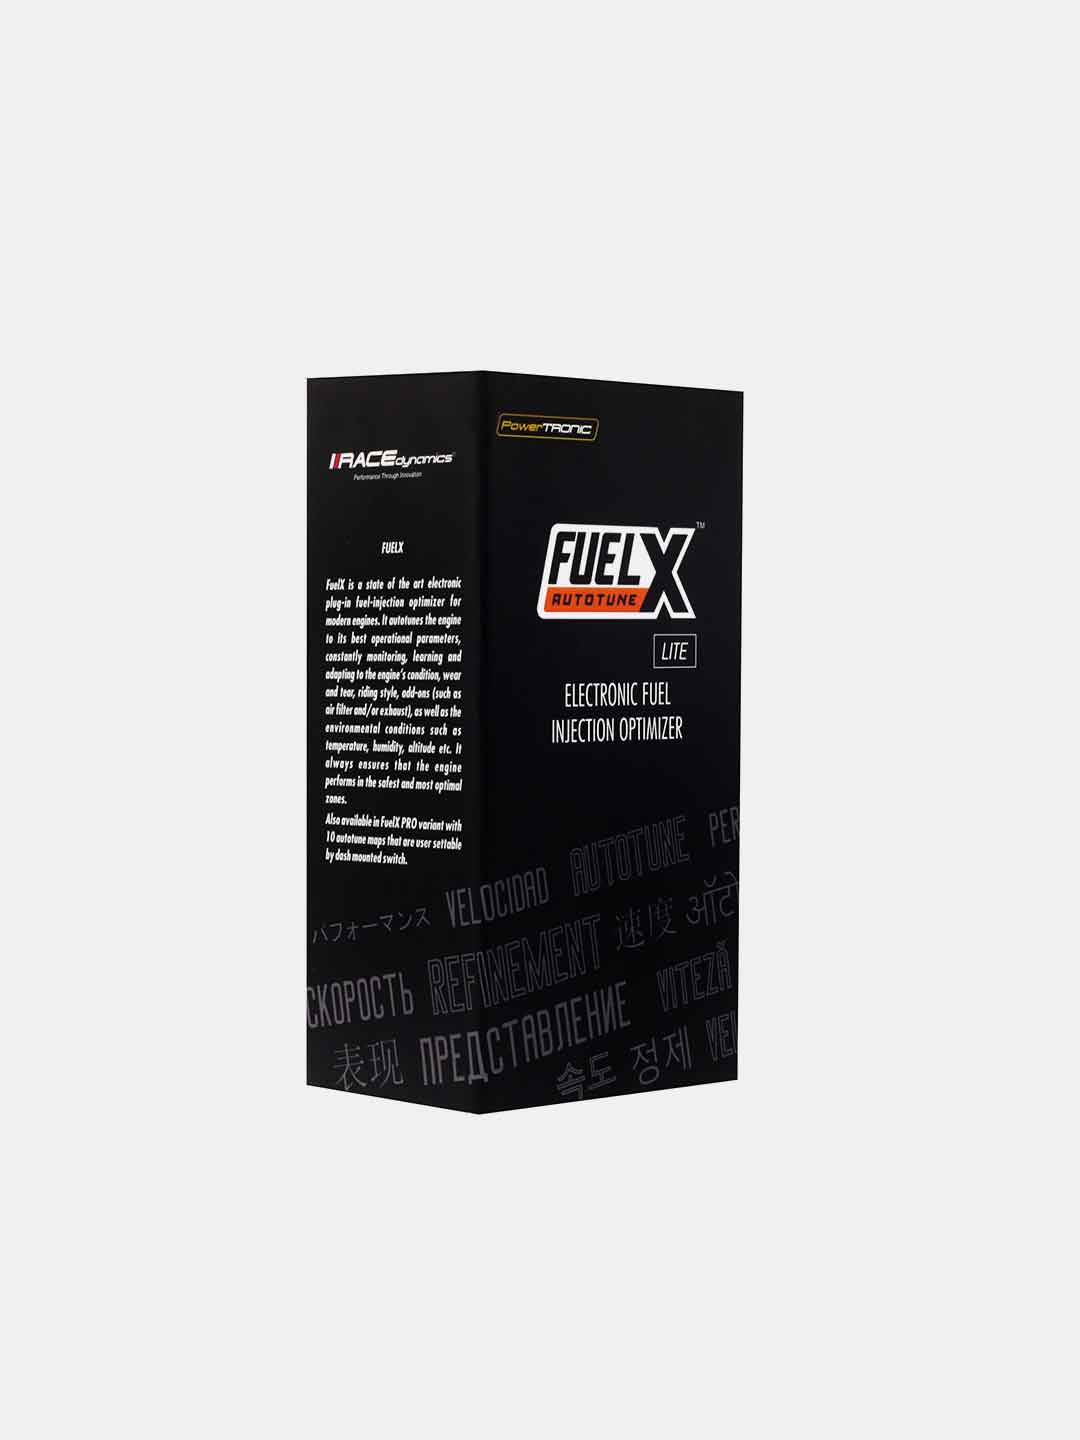 RACEdynamics
Performance Through Innovation
FUELX
FuelX is a state of the art electronic
plug-in fuel-injection optimizer for
modern engines. It autotunes the engine
to its best operational parameters,
constantly monitoring, learning and
adapting to the engine's condition, wear
and tear, riding style, add-ons (such as
air filter and/or exhaust), as well as the
environmental conditions such as
temperature, humidity, altitude etc. It
always ensures that the engine
performs in the safest and most optimal
zones.
Also available in FuelX PRO variant with
10 autotune maps that are user settable
by dash mounted switch.
PowerTRONIC
FUELX™
AUTOTUNE
LITE
ELECTRONIC FUEL
INJECTION OPTIMIZER
パフォーマンス VELOCIDAD AUTOTUNE PER
СКОРОСТЬ REFINEMENT 速度 ऑटो
表现 ПРЕДСТАВЛЕНИЕ VITEZĂ
속도 정제 VEL